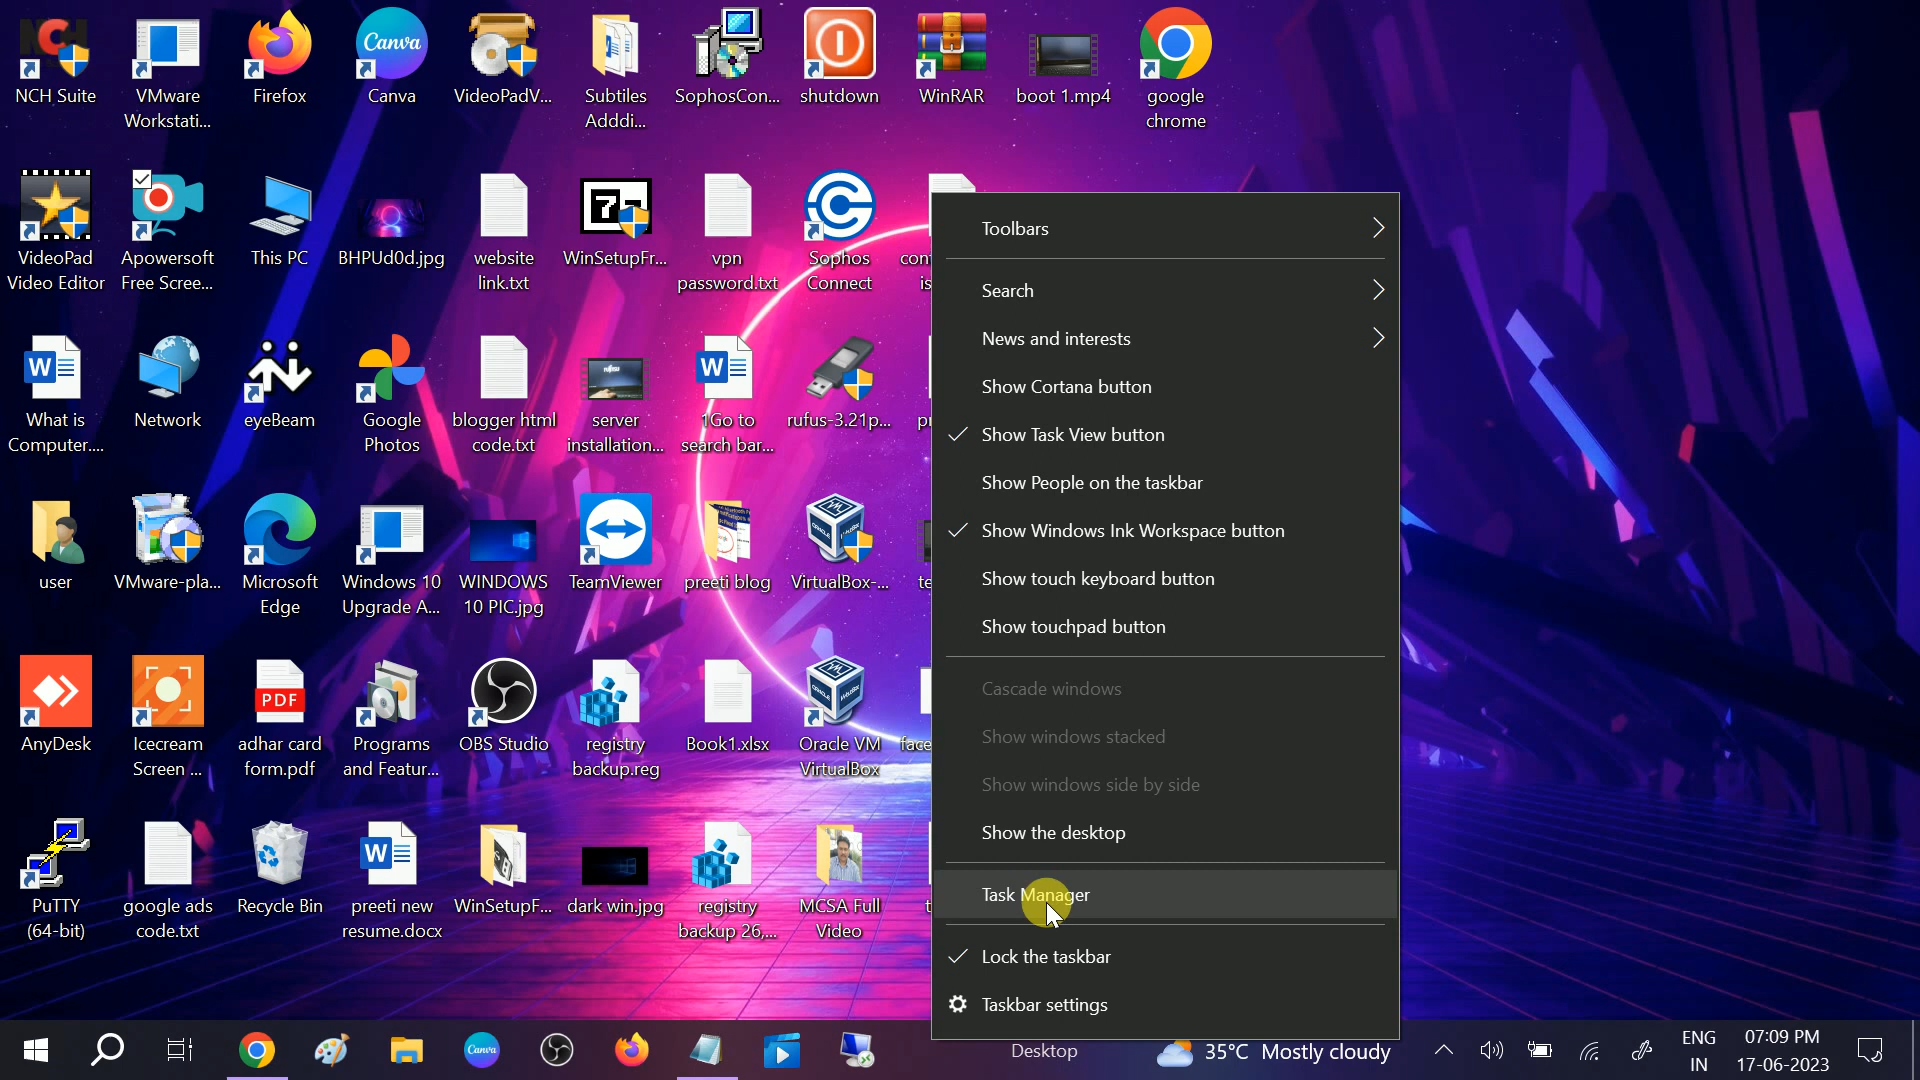 NCH Suite
VMware
Workstati...
Firefox
Canva
Canva
VideoPadV...
Subtiles
Adddi...
SophosCon...
shutdown
WinRAR
boot 1.mp4
google
chrome
VideoPad
Video Editor
Apowersoft
Free Scree...
This PC
BHPUd0d.jpg
website
link.txt
WinSetupFr...
vpn
password.txt
Sophos
Connect
What is
Computer....
Network
eyeBeam
Google
Photos
blogger html
code.txt
server
installation...
1Go to
search bar...
rufus-3.21p...
user
VMware-pla...
Microsoft
Edge
Windows 10
Upgrade A...
WINDOWS
10 PIC.jpg
TeamViewer
preeti blog
VirtualBox-...
AnyDesk
Icecream
Screen ...
PDF
adhar card
form.pdf
Programs
and Featur...
OBS Studio
registry
backup.reg
Book1.xlsx
Oracle VM
VirtualBox
face
PuTTY
(64-bit)
google ads
code.txt
Recycle Bin
preeti new
resume.docx
WinSetupF...
dark win.jpg
registry
backup 26,...
MCSA Full
Video
Toolbars
Search
News and interests
Show Cortana button
Show Task View button
Show People on the taskbar
Show Windows Ink Workspace button
Show touch keyboard button
Show touchpad button
Cascade windows
Show windows stacked
Show windows side by side
Show the desktop
Task Manager
Lock the taskbar
Taskbar settings
Canva
Desktop
35°C Mostly cloudy
ENG
IN
07:09 PM
17-06-2023